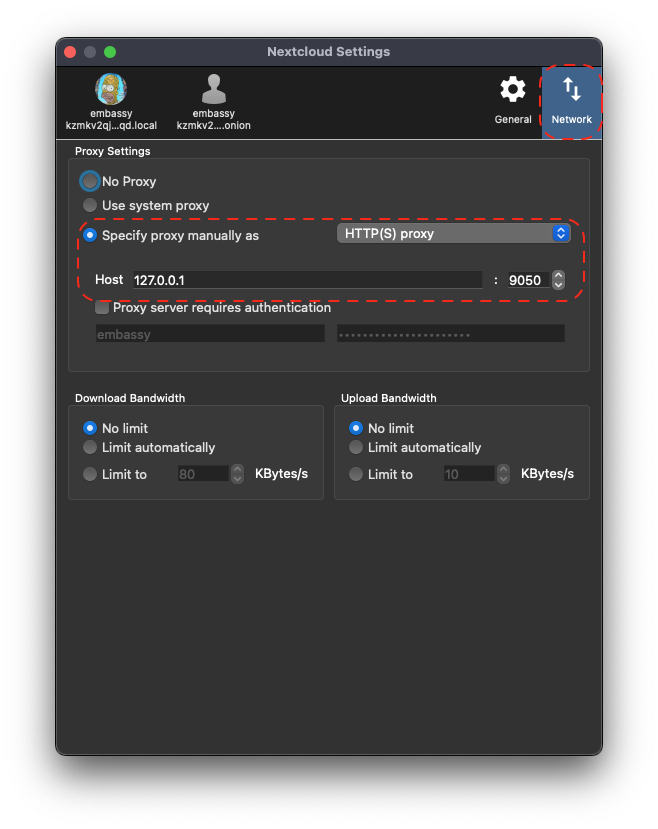 Nextcloud Settings
embassy
kzmkv2qj...qd.local
embassy
kzmkv2....onion
General
Network
Proxy Settings
No Proxy
Use system proxy
Specify proxy manually as HTTP(S) proxy
Host 127.0.0.1 : 9050
Proxy server requires authentication
embassy ••••••••••••••••••••••
Download Bandwidth
No limit
Limit automatically
Limit to 80 KBytes/s
Upload Bandwidth
No limit
Limit automatically
Limit to 10 KBytes/s